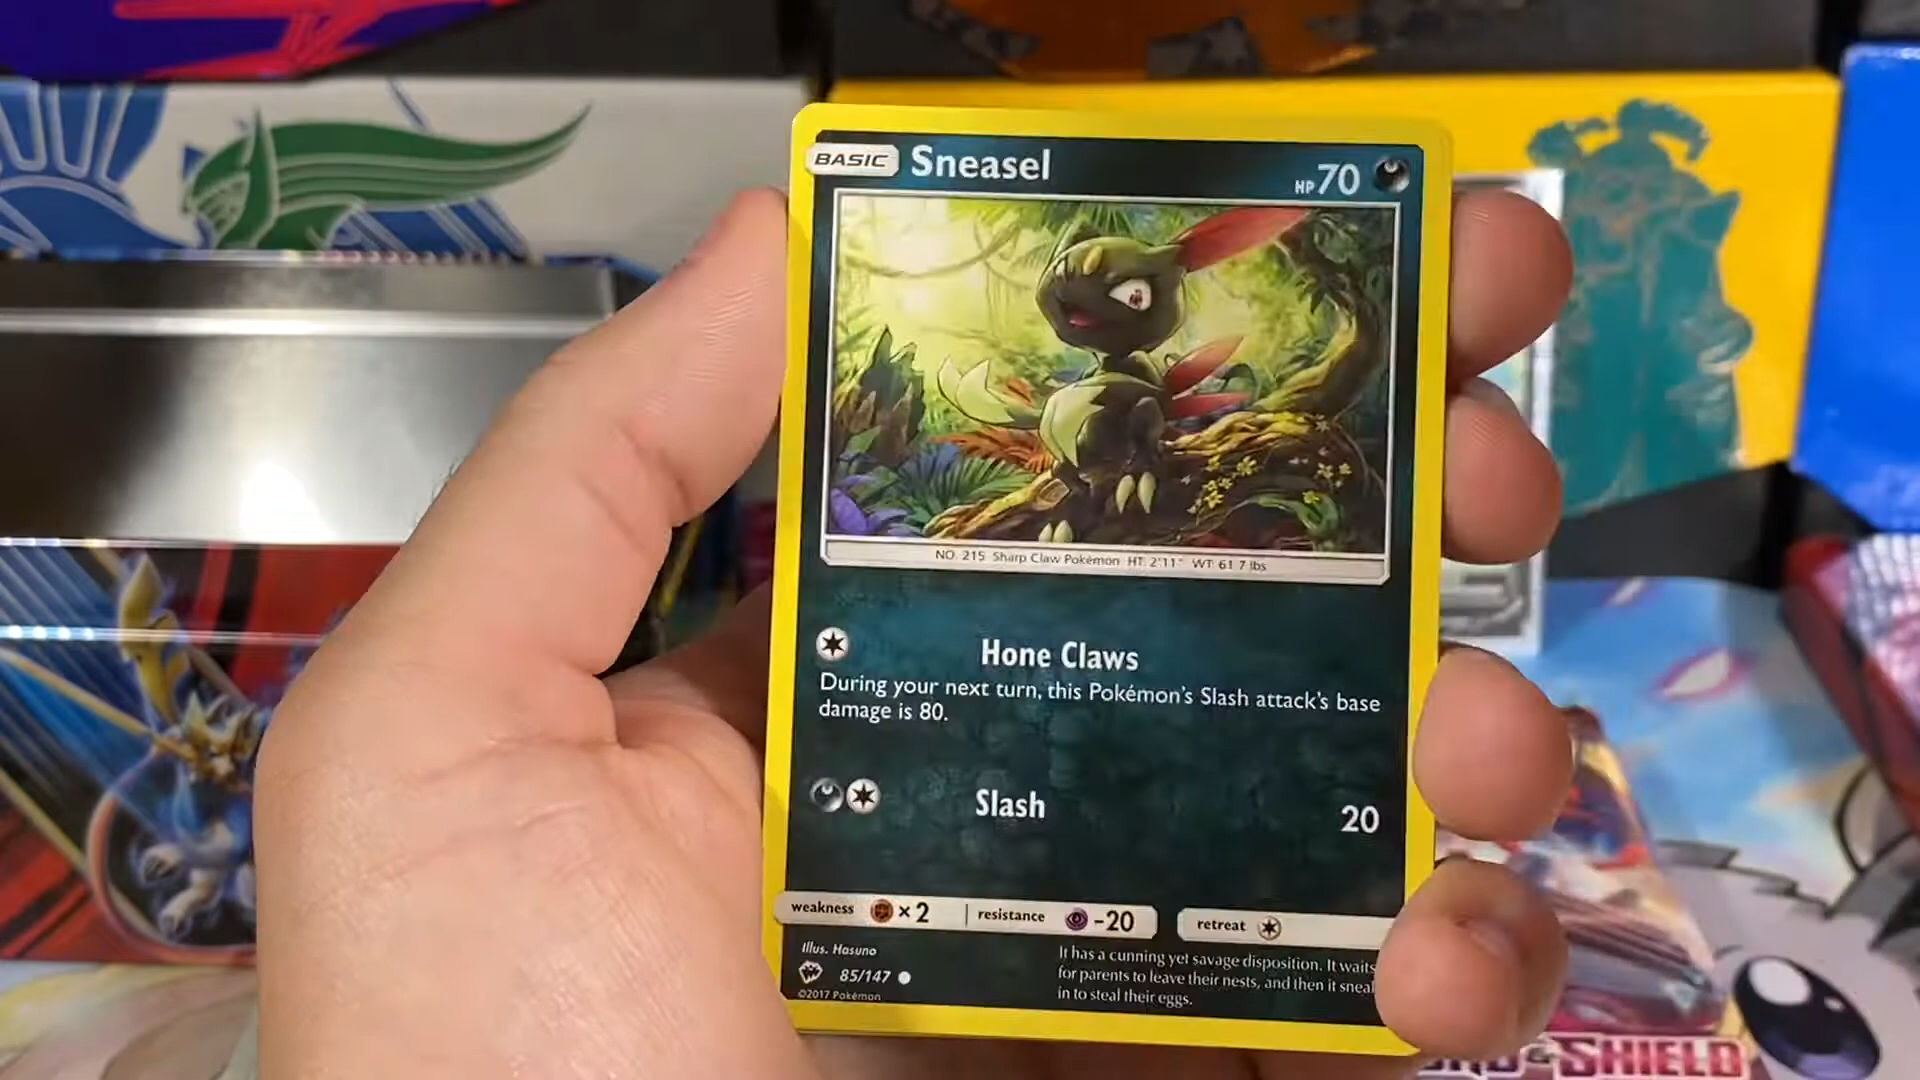 BASIC Sneasel HP70
NO. 215 Sharp Claw Pokémon HT: 2'11" WT: 61.7 lbs
Hone Claws
During your next turn, this Pokémon's Slash attack's base
damage is 80.
Slash 20
weakness ×2 resistance -20 retreat
Illus. Hasuno
85/147
©2017 Pokémon
It has a cunning yet savage disposition. It waits
for parents to leave their nests, and then it sneak
in to steal their eggs.
& SHIELD